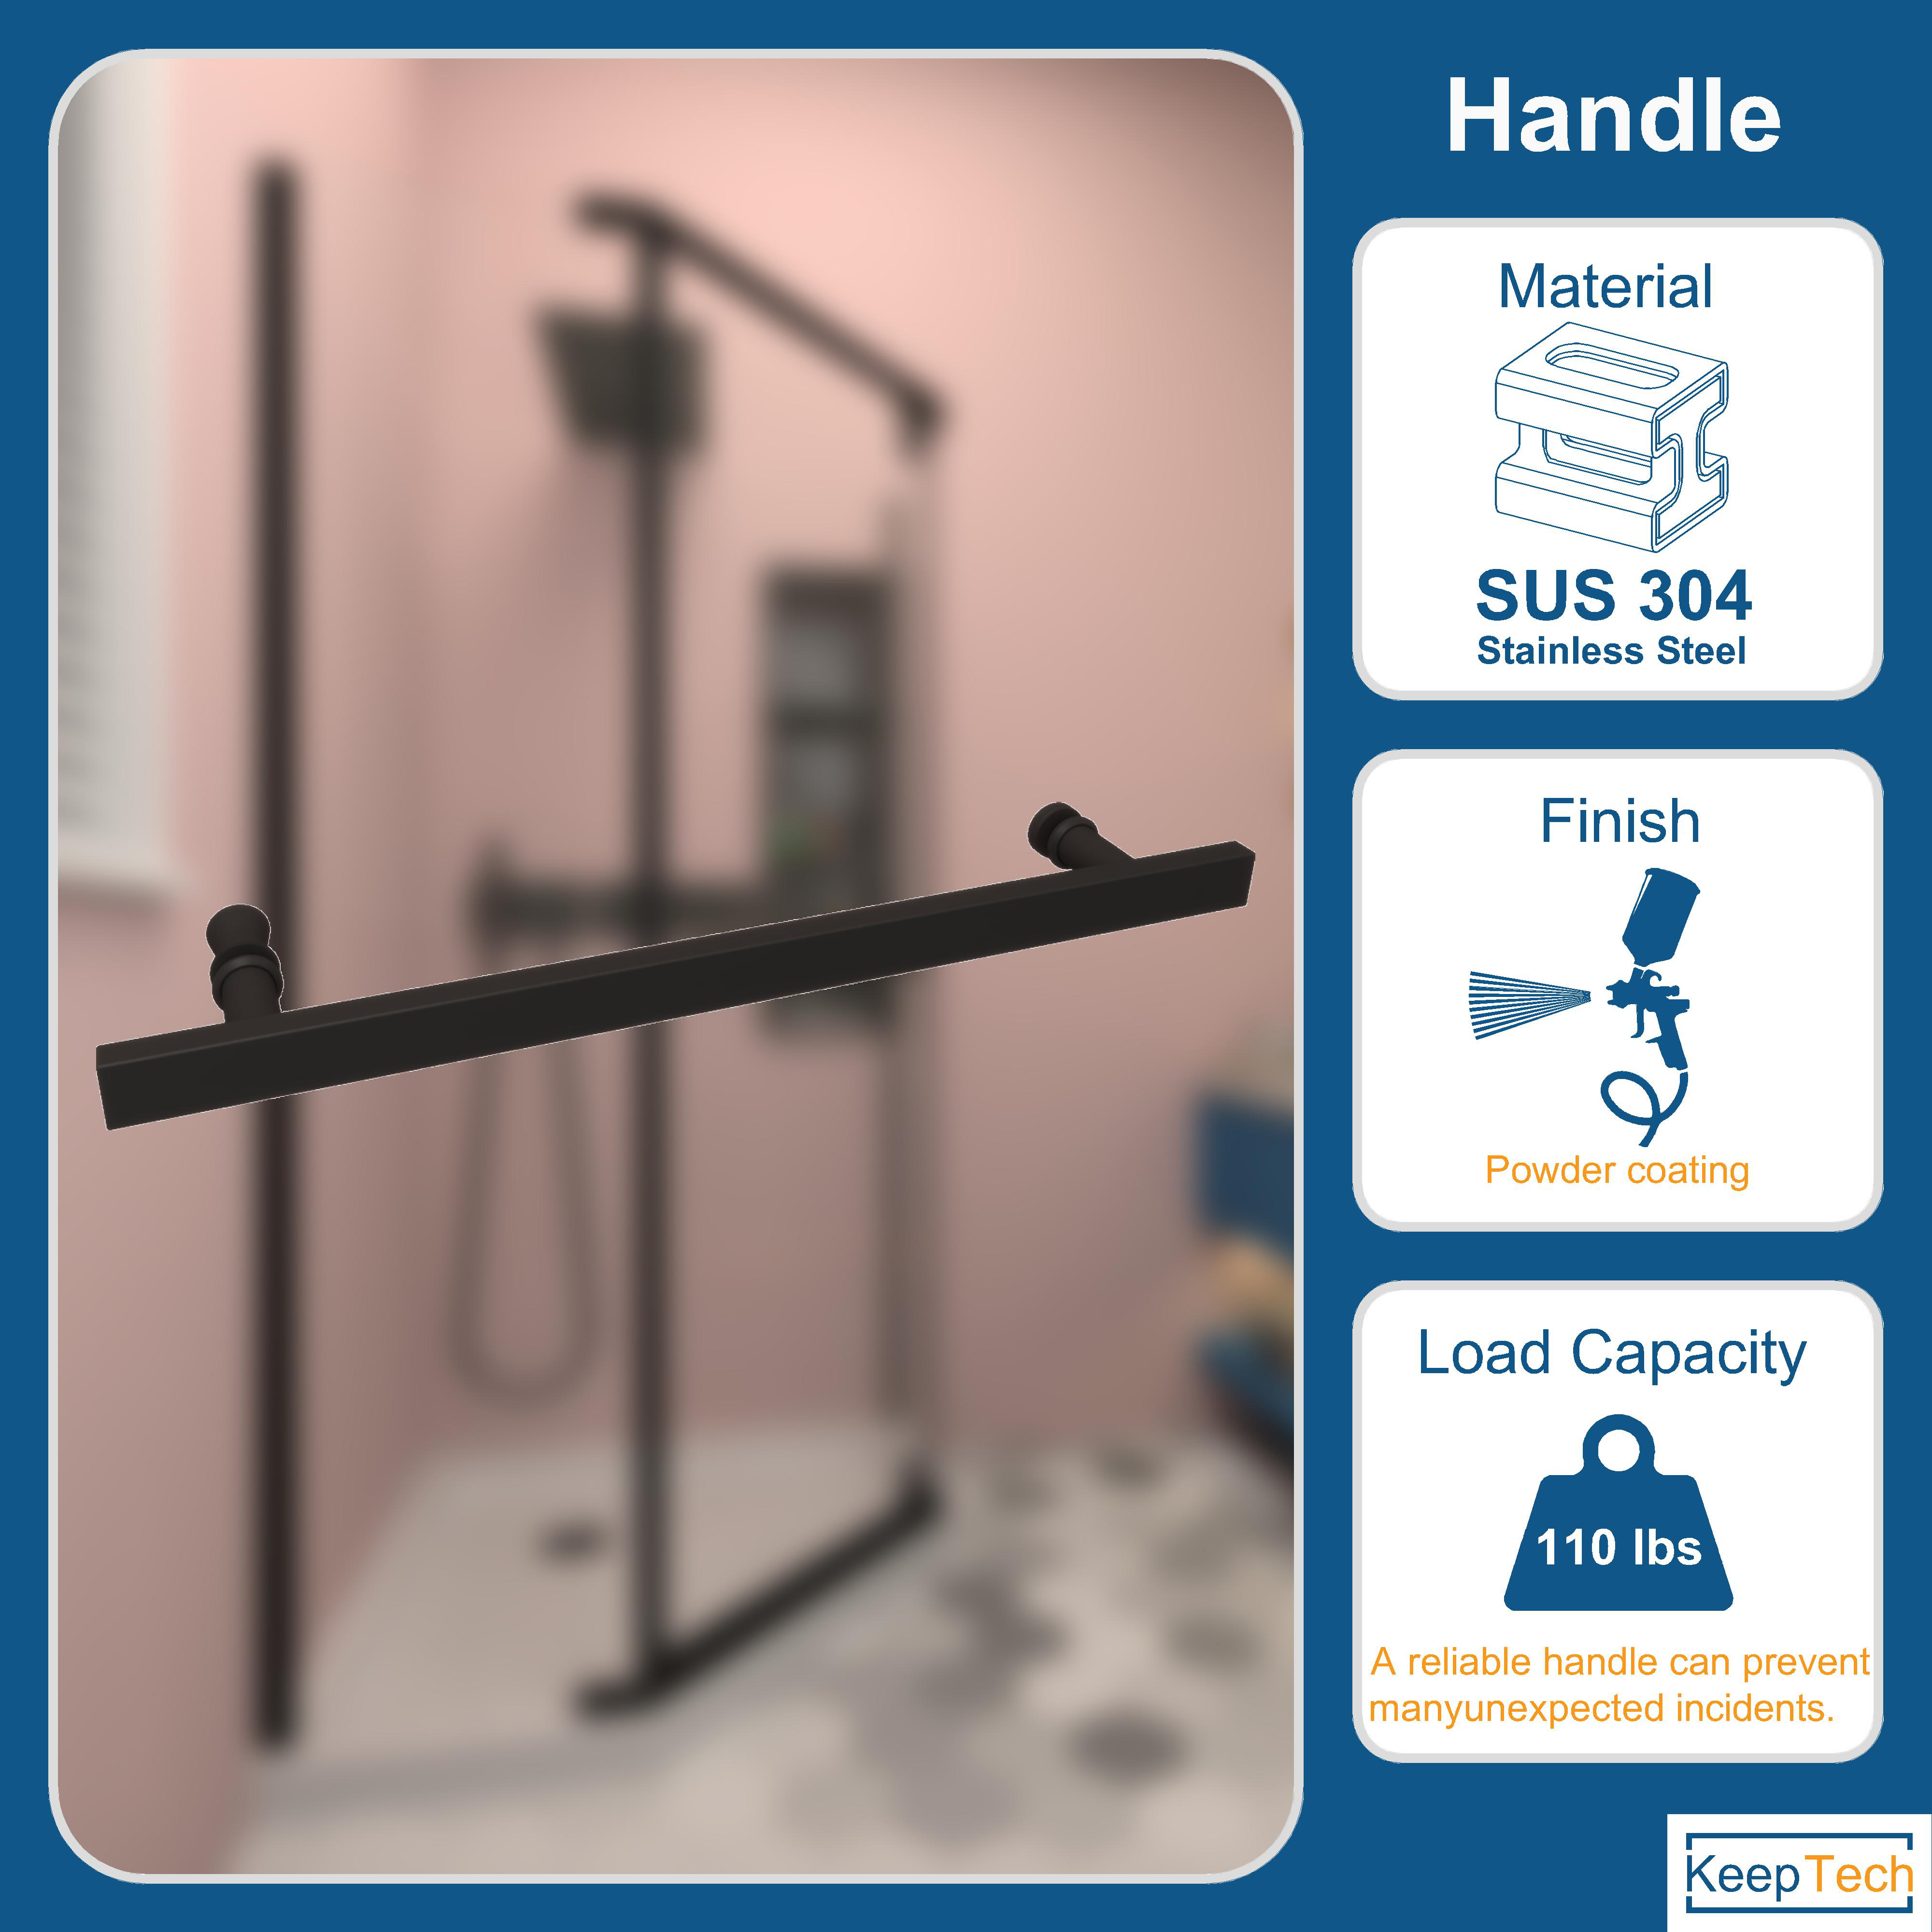 Handle
Material
SUS 304
Stainless Steel
Finish
Powder coating
Load Capacity
110 lbs
A reliable handle can prevent
manyunexpected incidents.
KeepTech